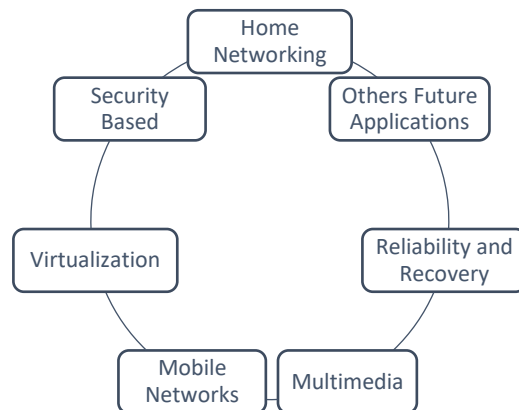 Home
Networking
Others Future
Applications
Reliability and
Recovery
Multimedia
Mobile
Networks
Virtualization
Security
Based